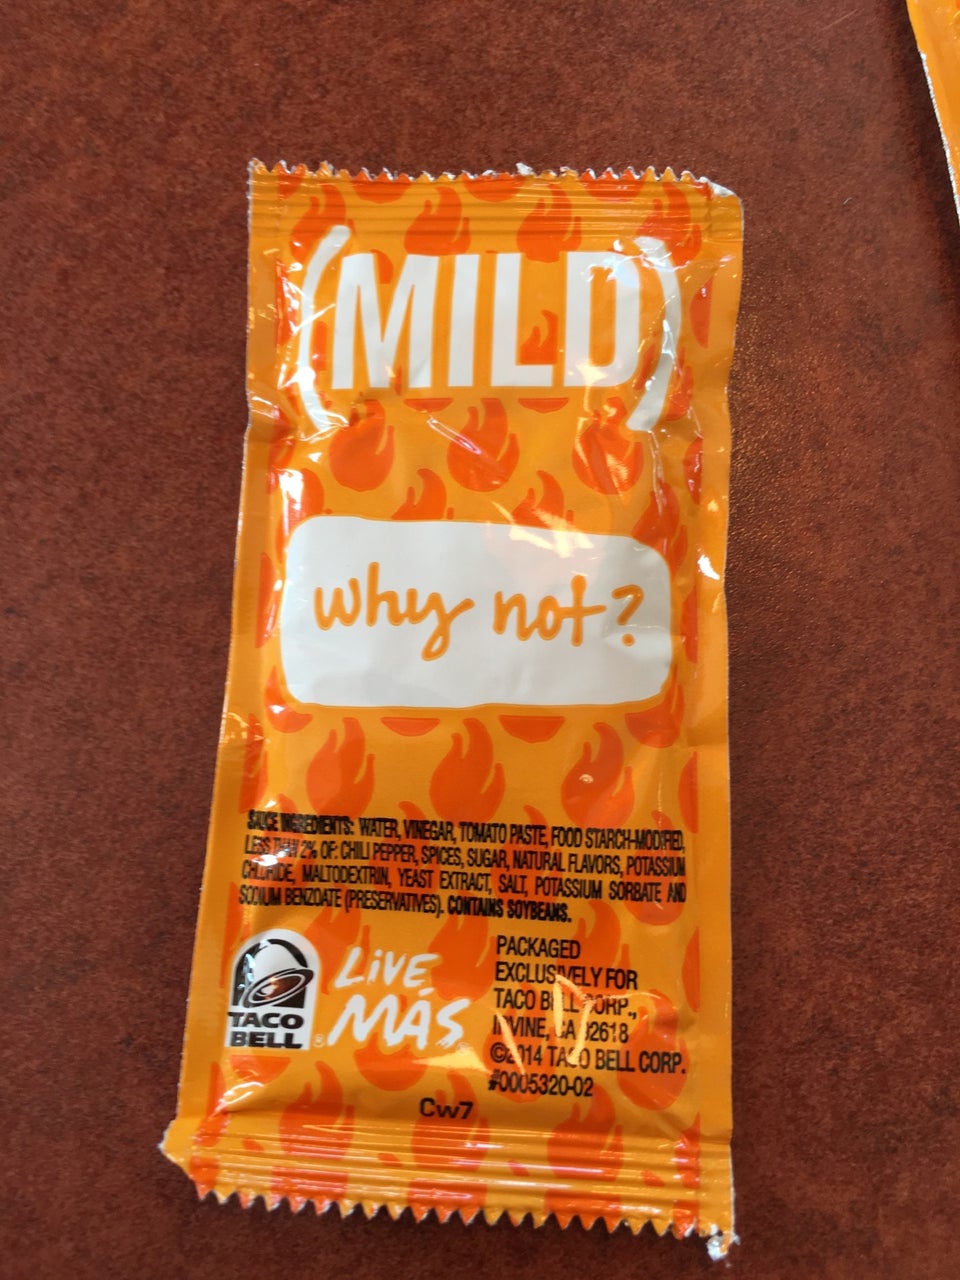 (MILD)
why not?
SAUCE INGREDIENTS: WATER, VINEGAR, TOMATO PASTE, FOOD STARCH-MODIFIED,
LESS THAN 2% OF: CHILI PEPPER, SPICES, SUGAR, NATURAL FLAVORS, POTASSIUM
CHLORIDE, MALTODEXTRIN, YEAST EXTRACT, SALT, POTASSIUM SORBATE AND
SODIUM BENZOATE (PRESERVATIVES). CONTAINS SOYBEANS.
TACO
BELL®
LIVE
MÁS
PACKAGED
EXCLUSIVELY FOR
TACO BELL CORP.,
IRVINE, CA 92618
©2014 TACO BELL CORP.
#0005320-02
Cw7